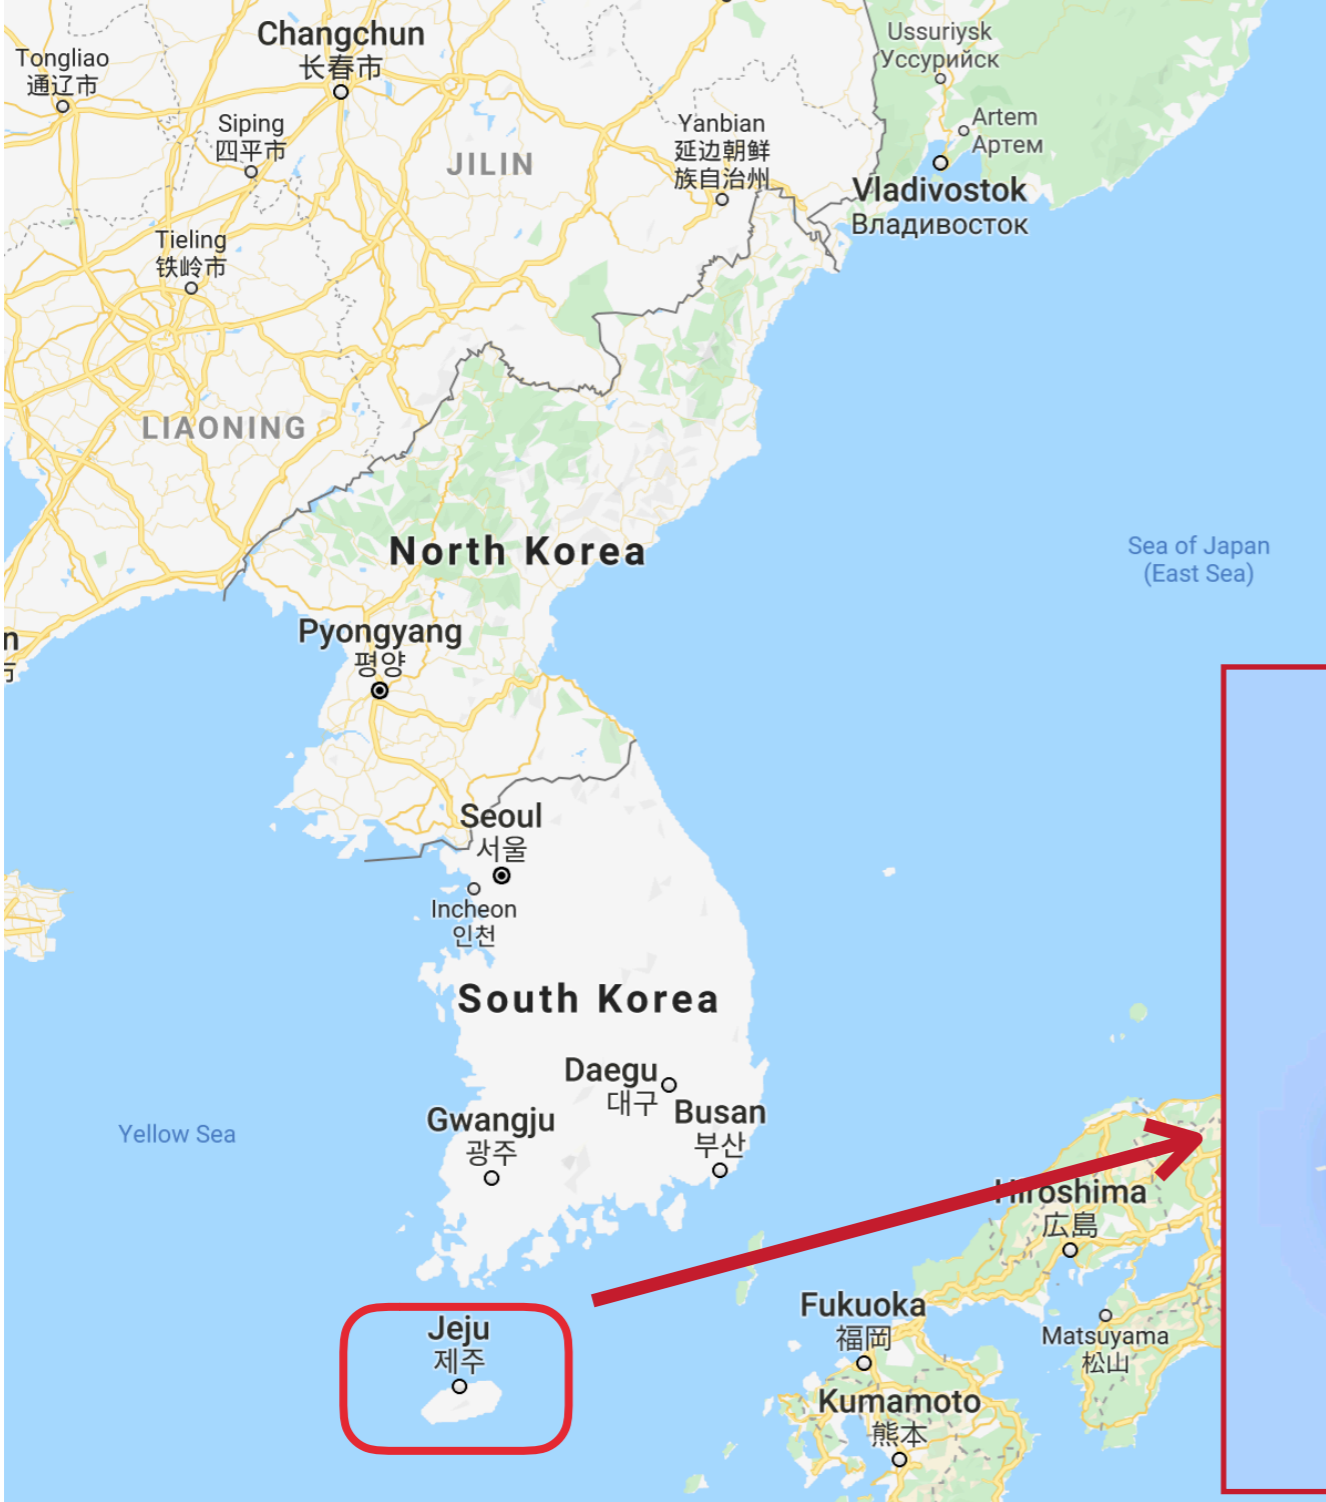 Changchun
长春市
Tongliao
通辽市
Ussuriysk
Уссурийск
Siping
四平市
Yanbian
延边朝鲜
族自治州
Artem
Артем
JILIN
Vladivostok
Владивосток
Tieling
铁岭市
LIAONING
North Korea
Sea of Japan
(East Sea)
Pyongyang
평양
n
市
Seoul
서울
Incheon
인천
South Korea
Daegu
대구
Busan
부산
Gwangju
광주
Yellow Sea
Hiroshima
広島
Fukuoka
福岡
Jeju
제주
Matsuyama
松山
Kumamoto
熊本